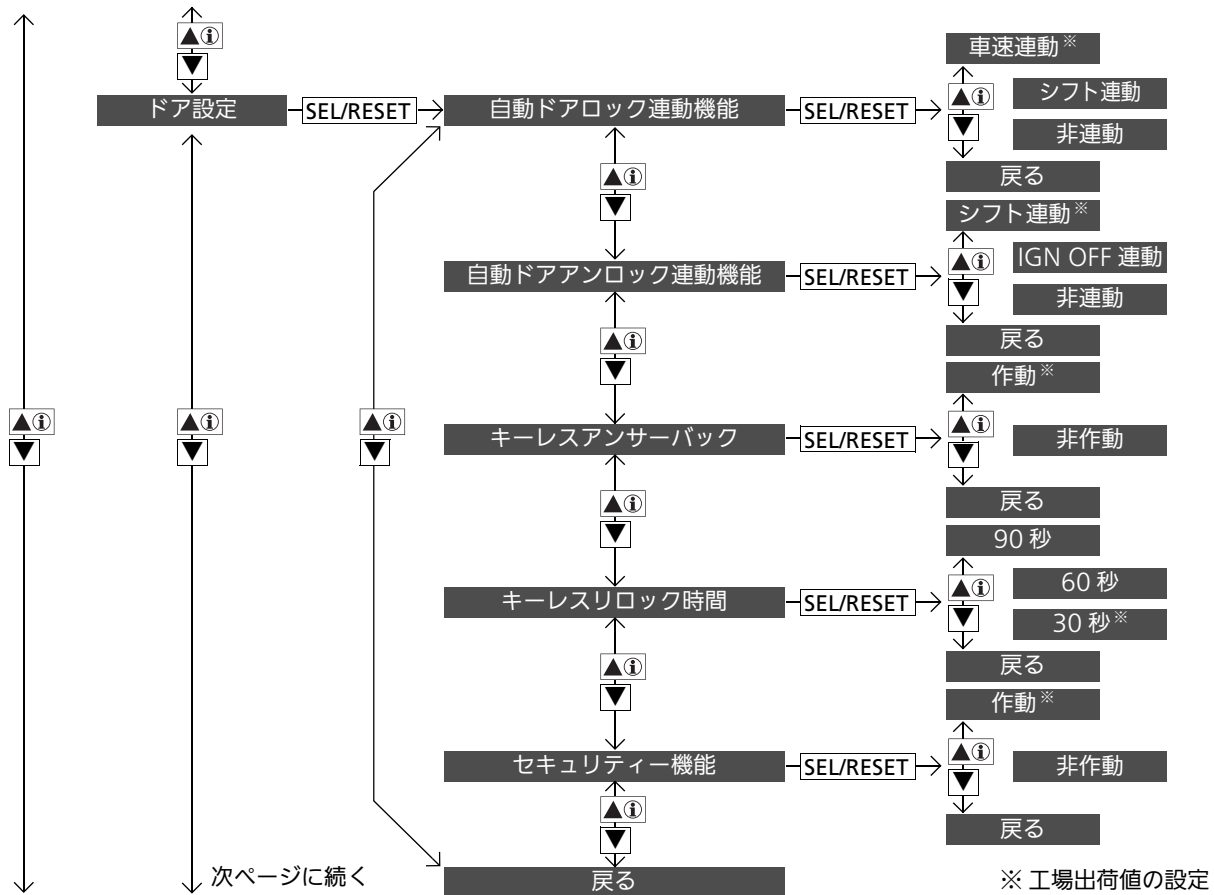 車速連動※
ドア設定 SEL/RESET 自動ドアロック連動機能 SEL/RESET ▲ⓘ シフト連動
▼ 非連動
▲ⓘ
▼
戻る
シフト連動※
自動ドアアンロック連動機能 SEL/RESET ▲ⓘ IGN OFF 連動
▼ 非連動
▲ⓘ
▼
戻る
作動※
キーレスアンサーバック SEL/RESET ▲ⓘ 非作動
▼
▲ⓘ
▼
戻る
90 秒
キーレスリロック時間 SEL/RESET ▲ⓘ 60 秒
▼ 30 秒※
▲ⓘ
▼
戻る
作動※
セキュリティー機能 SEL/RESET ▲ⓘ 非作動
▼
▲ⓘ
▼
戻る
次ページに続く 戻る ※ 工場出荷値の設定